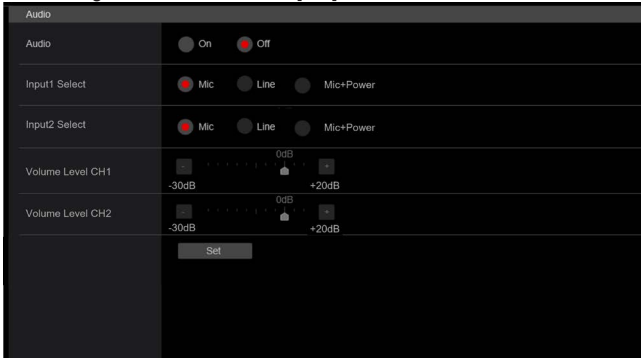 Audio
Audio On Off
Input1 Select Mic Line Mic+Power
Input2 Select Mic Line Mic+Power
0dB
Volume Level CH1 - +
-30dB +20dB
0dB
Volume Level CH2 - +
-30dB +20dB
Set